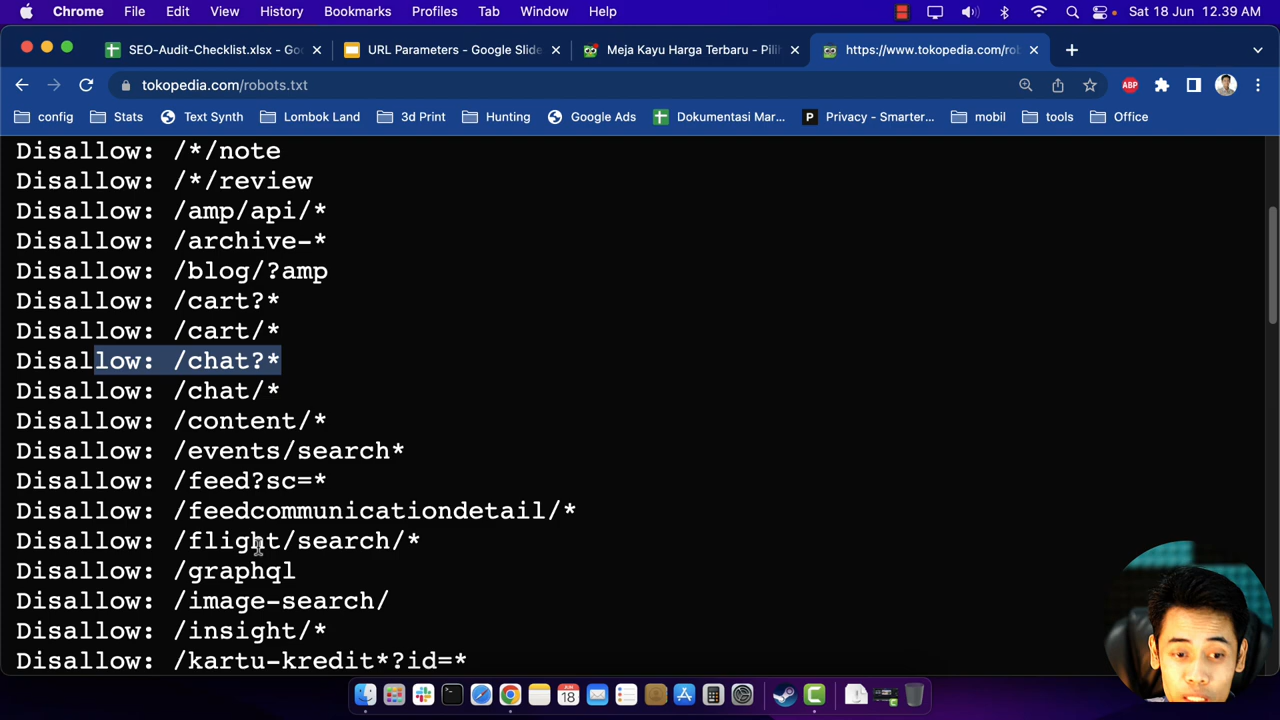 Chrome File Edit View History Bookmarks Profiles Tab Window Help Sat 18 Jun 12.39 AM
SEO-Audit-Checklist.xlsx - Goo URL Parameters - Google Slide Meja Kayu Harga Terbaru - Pilih https://www.tokopedia.com/rob
tokopedia.com/robots.txt ABP
config Stats Text Synth Lombok Land 3d Print Hunting Google Ads Dokumentasi Mar... P Privacy - Smarter... mobil tools Office
Disallow: /*/note
Disallow: /*/review
Disallow: /amp/api/*
Disallow: /archive-*
Disallow: /blog/?amp
Disallow: /cart?*
Disallow: /cart/*
Disallow: /chat?*
Disallow: /chat/*
Disallow: /content/*
Disallow: /events/search*
Disallow: /feed?sc=*
Disallow: /feedcommunicationdetail/*
Disallow: /flight/search/*
Disallow: /graphql
Disallow: /image-search/
Disallow: /insight/*
Disallow: /kartu-kredit*?id=*
JUN
18